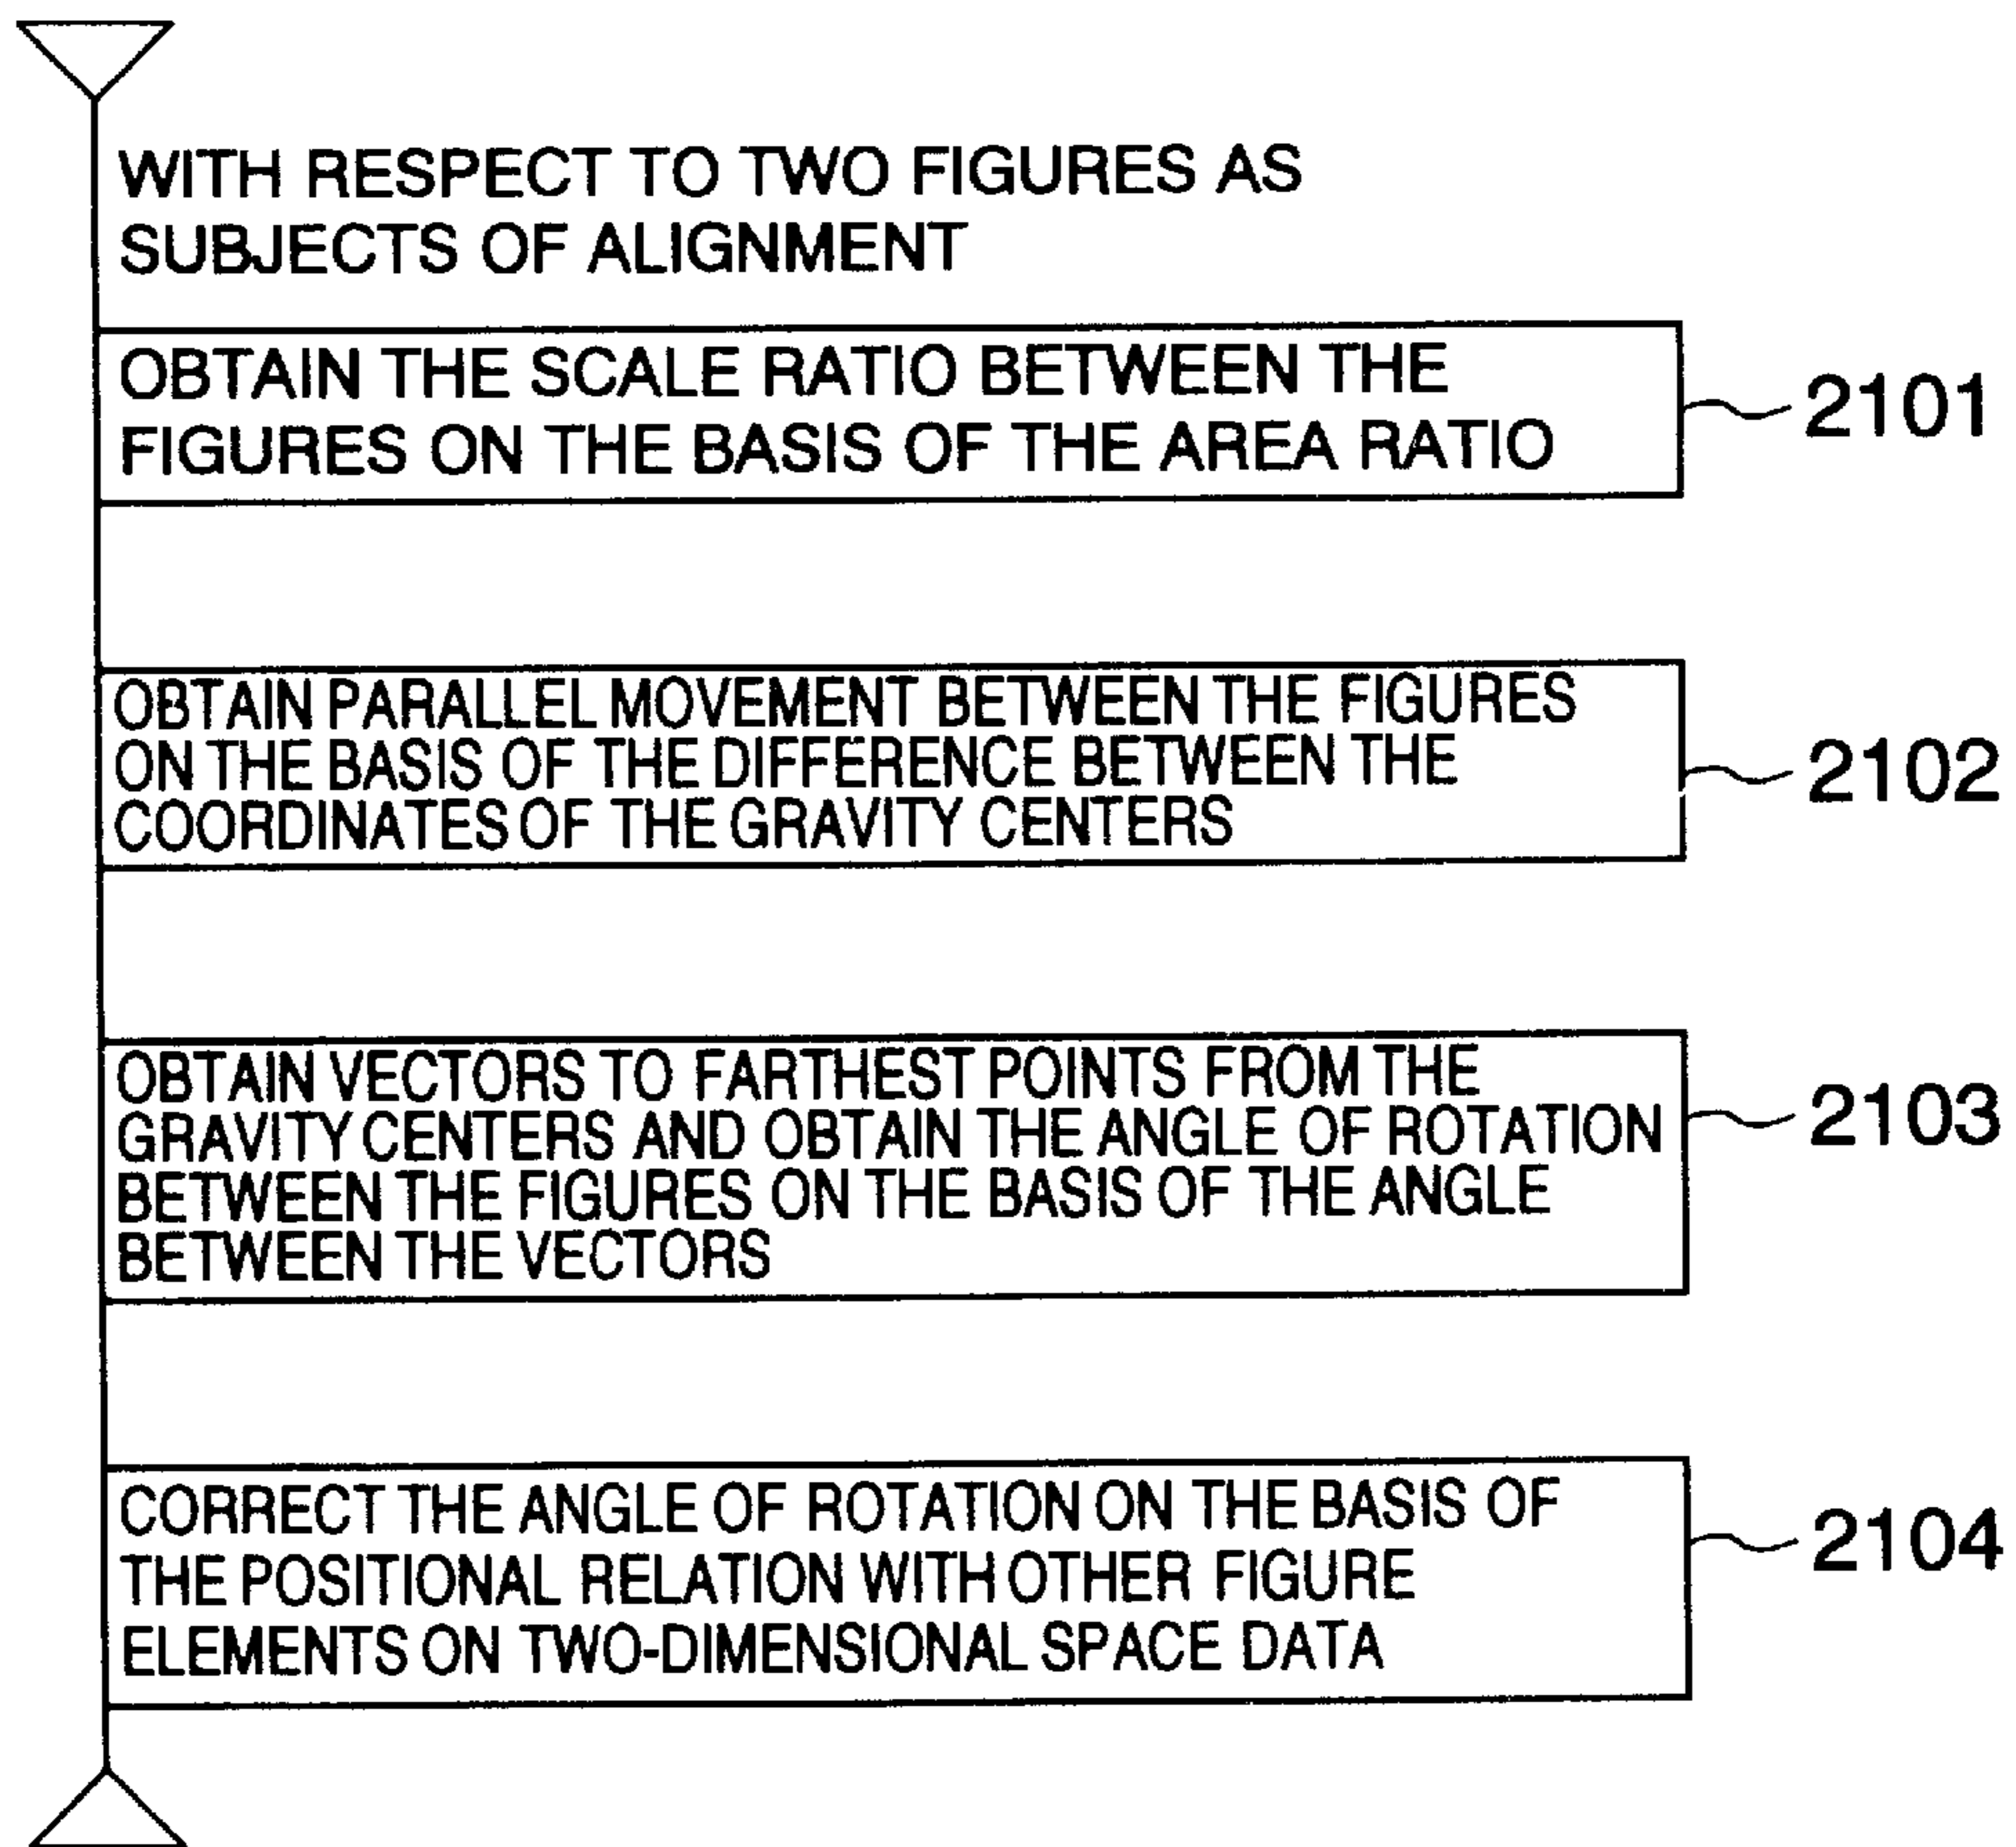 WITH RESPECT TO TWO FIGURES AS
SUBJECTS OF ALIGNMENT
OBTAIN THE SCALE RATIO BETWEEN THE
FIGURES ON THE BASIS OF THE AREA RATIO
2101
OBTAIN PARALLEL MOVEMENT BETWEEN THE FIGURES
ON THE BASIS OF THE DIFFERENCE BETWEEN THE
COORDINATES OF THE GRAVITY CENTERS
2102
OBTAIN VECTORS TO FARTHEST POINTS FROM THE
GRAVITY CENTERS AND OBTAIN THE ANGLE OF ROTATION
BETWEEN THE FIGURES ON THE BASIS OF THE ANGLE
BETWEEN THE VECTORS
2103
CORRECT THE ANGLE OF ROTATION ON THE BASIS OF
THE POSITIONAL RELATION WITH OTHER FIGURE
ELEMENTS ON TWO-DIMENSIONAL SPACE DATA
2104